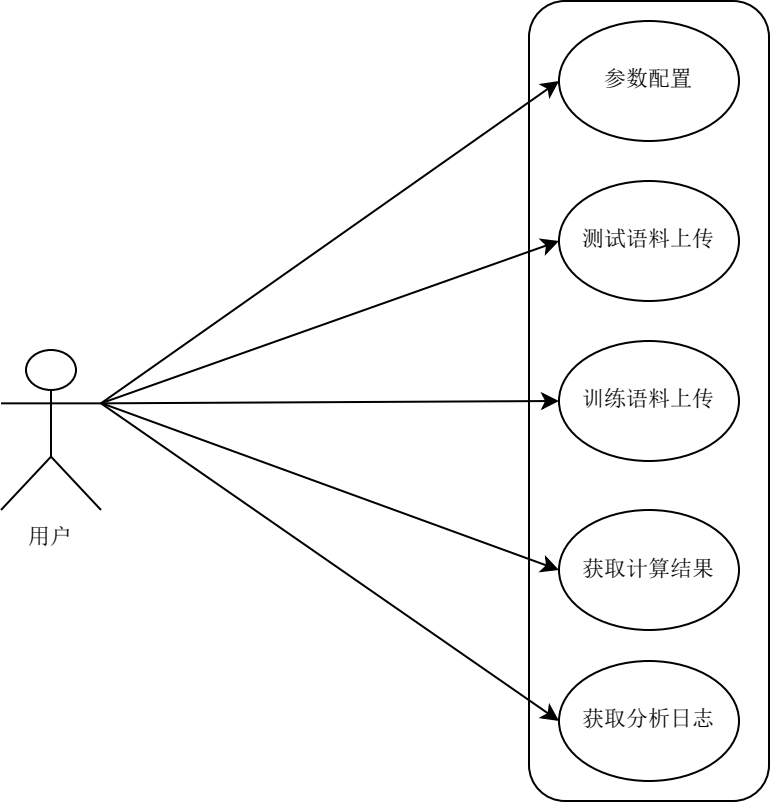 参数配置
测试语料上传
训练语料上传
用户
获取计算结果
获取分析日志